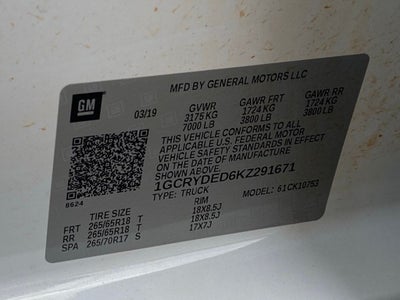 MFD BY GENERAL MOTORS LLC
GM
03/19
GVWR GAWR FRT GAWR RR
3175 KG 1724 KG 1724 KG
7000 LB 3800 LB 3800 LB
THIS VEHICLE CONFORMS TO ALL
APPLICABLE U.S. FEDERAL MOTOR
VEHICLE SAFETY STANDARDS IN EFFECT
ON THE DATE OF MANUFACTURE
SHOWN ABOVE.
1GCRYDED6KZ291671
TYPE: TRUCK MODEL: 61CK10753
8624
TIRE SIZE RIM
FRT 265/65R18 T 18X8.5J
RR 265/65R18 T 18X8.5J
SPA 265/70R17 S 17X7J